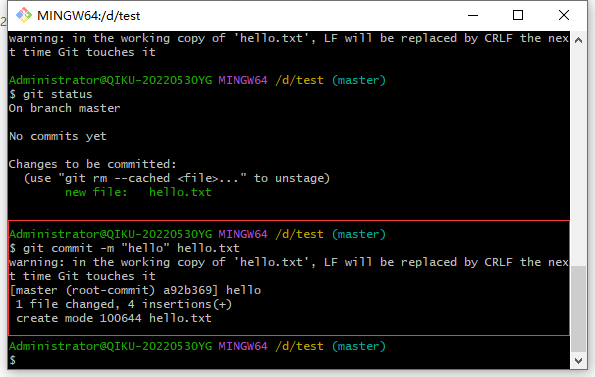 MINGW64:/d/test
warning: in the working copy of 'hello.txt', LF will be replaced by CRLF the nex
t time Git touches it
Administrator@QIKU-20220530YG MINGW64 /d/test (master)
$ git status
On branch master
No commits yet
Changes to be committed:
  (use "git rm --cached <file>..." to unstage)
        new file:   hello.txt
Administrator@QIKU-20220530YG MINGW64 /d/test (master)
$ git commit -m "hello" hello.txt
warning: in the working copy of 'hello.txt', LF will be replaced by CRLF the nex
t time Git touches it
[master (root-commit) a92b369] hello
 1 file changed, 4 insertions(+)
 create mode 100644 hello.txt
Administrator@QIKU-20220530YG MINGW64 /d/test (master)
$